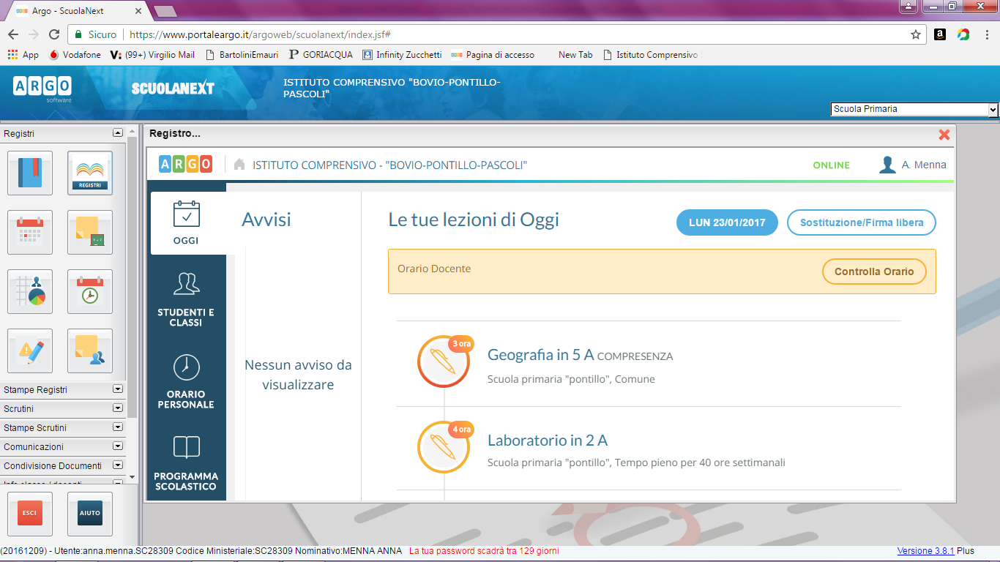 Argo - ScuolaNext
Sicuro https://www.portaleargo.it/argoweb/scuolanext/index.jsf#
App Vodafone (99+) Virgilio Mail BartoliniEmauri GORIACQUA Infinity Zucchetti Pagina di accesso New Tab Istituto Comprensivo
ARGO
software
SCUOLANEXT
ISTITUTO COMPRENSIVO "BOVIO-PONTILLO-
PASCOLI"
Scuola Primaria
Registri
REGISTRI
Stampe Registri
Scrutini
Stampe Scrutini
Comunicazioni
Condivisione Documenti
ESCI
AIUTO
Registro...
ARGO
ISTITUTO COMPRENSIVO - "BOVIO-PONTILLO-PASCOLI"
ONLINE
A. Menna
OGGI
STUDENTI E
CLASSI
ORARIO
PERSONALE
PROGRAMMA
SCOLASTICO
Avvisi
Nessun avviso da
visualizzare
Le tue lezioni di Oggi
LUN 23/01/2017
Sostituzione/Firma libera
Orario Docente
Controlla Orario
3 ora
Geografia in 5 A COMPRESENZA
Scuola primaria "pontillo", Comune
4 ora
Laboratorio in 2 A
Scuola primaria "pontillo", Tempo pieno per 40 ore settimanali
(20161209) - Utente:anna.menna.SC28309 Codice Ministeriale:SC28309 Nominativo:MENNA ANNA La tua password scadrà tra 129 giorni
Versione 3.8.1 Plus